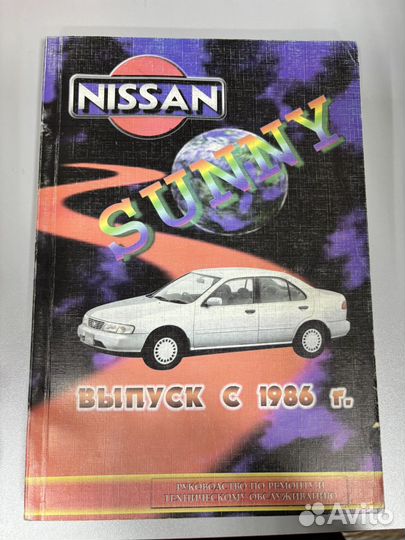 NISSAN
SUNNY
ВЫПУСК С 1986 г.
РУКОВОДСТВО ПО РЕМОНТУ И
ТЕХНИЧЕСКОМУ ОБСЛУЖИВАНИЮ
Avito